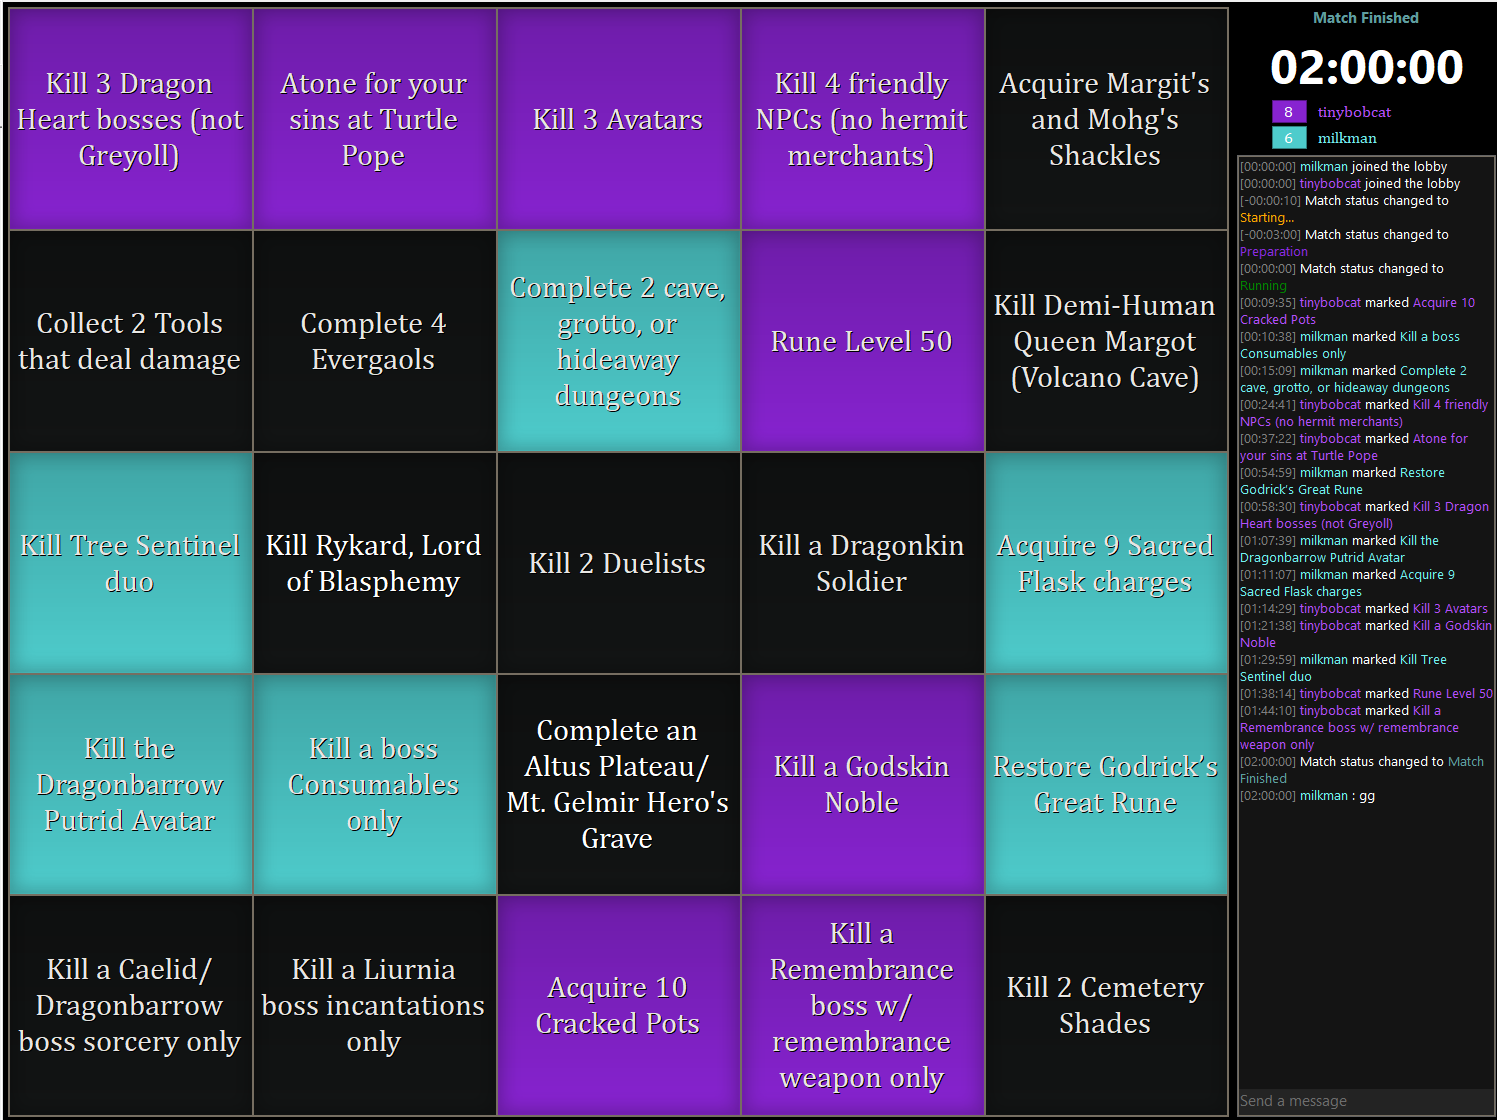 Kill 3 Dragon
Heart bosses (not
Greyoll)
Atone for your
sins at Turtle
Pope
Kill 3 Avatars
Kill 4 friendly
NPCs (no hermit
merchants)
Acquire Margit's
and Mohg's
Shackles
Collect 2 Tools
that deal damage
Complete 4
Evergaols
Complete 2 cave,
grotto, or
hideaway
dungeons
Rune Level 50
Kill Demi-Human
Queen Margot
(Volcano Cave)
Kill Tree Sentinel
duo
Kill Rykard, Lord
of Blasphemy
Kill 2 Duelists
Kill a Dragonkin
Soldier
Acquire 9 Sacred
Flask charges
Kill the
Dragonbarrow
Putrid Avatar
Kill a boss
Consumables
only
Complete an
Altus Plateau/
Mt. Gelmir Hero's
Grave
Kill a Godskin
Noble
Restore Godrick’s
Great Rune
Kill a Caelid/
Dragonbarrow
boss sorcery only
Kill a Liurnia
boss incantations
only
Acquire 10
Cracked Pots
Kill a
Remembrance
boss w/
remembrance
weapon only
Kill 2 Cemetery
Shades
Match Finished
02:00:00
8 tinybobcat
6 milkman
[00:00:00] milkman joined the lobby
[00:00:00] tinybobcat joined the lobby
[-00:00:10] Match status changed to
Starting...
[-00:03:00] Match status changed to
Preparation
[00:00:00] Match status changed to
Running
[00:09:35] tinybobcat marked Acquire 10
Cracked Pots
[00:10:38] milkman marked Kill a boss
Consumables only
[00:15:09] milkman marked Complete 2
cave, grotto, or hideaway dungeons
[00:24:41] tinybobcat marked Kill 4 friendly
NPCs (no hermit merchants)
[00:37:22] tinybobcat marked Atone for
your sins at Turtle Pope
[00:54:59] milkman marked Restore
Godrick's Great Rune
[00:58:30] tinybobcat marked Kill 3 Dragon
Heart bosses (not Greyoll)
[01:07:39] milkman marked Kill the
Dragonbarrow Putrid Avatar
[01:11:07] milkman marked Acquire 9
Sacred Flask charges
[01:14:29] tinybobcat marked Kill 3 Avatars
[01:21:38] tinybobcat marked Kill a Godskin
Noble
[01:29:59] milkman marked Kill Tree
Sentinel duo
[01:38:14] tinybobcat marked Rune Level 50
[01:44:10] tinybobcat marked Kill a
Remembrance boss w/ remembrance
weapon only
[02:00:00] Match status changed to Match
Finished
[02:00:00] milkman : gg
Send a message